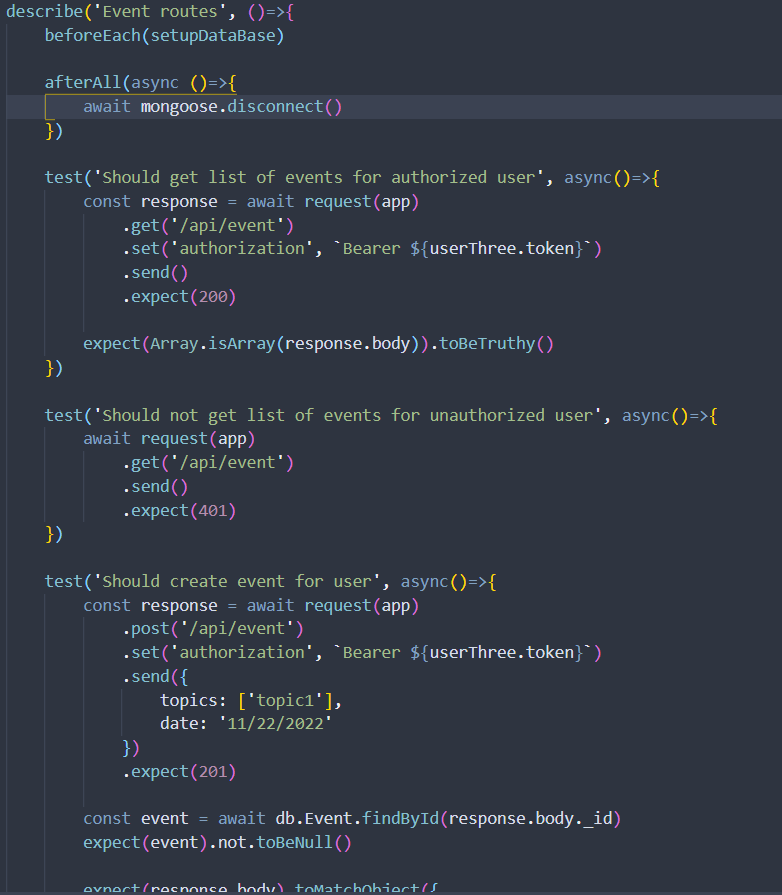 describe('Event routes', ()=>{
    beforeEach(setupDataBase)

    afterAll(async ()=>{
        await mongoose.disconnect()
    })

    test('Should get list of events for authorized user', async()=>{
        const response = await request(app)
            .get('/api/event')
            .set('authorization', `Bearer ${userThree.token}`)
            .send()
            .expect(200)

        expect(Array.isArray(response.body)).toBeTruthy()
    })

    test('Should not get list of events for unauthorized user', async()=>{
        await request(app)
            .get('/api/event')
            .send()
            .expect(401)
    })

    test('Should create event for user', async()=>{
        const response = await request(app)
            .post('/api/event')
            .set('authorization', `Bearer ${userThree.token}`)
            .send({
                topics: ['topic1'],
                date: '11/22/2022'
            })
            .expect(201)

        const event = await db.Event.findById(response.body._id)
        expect(event).not.toBeNull()

        expect(response.body).toMatchObject({